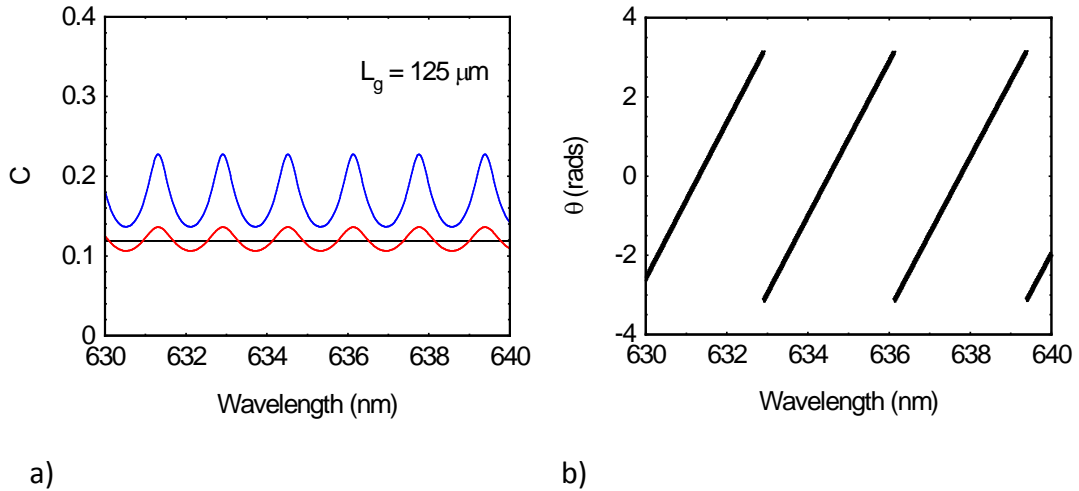 0.4
0.3
0.2
0.1
0
C
L_g = 125 μm
630 632 634 636 638 640
Wavelength (nm)
a)
4
2
0
-2
-4
θ (rads)
630 632 634 636 638 640
Wavelength (nm)
b)